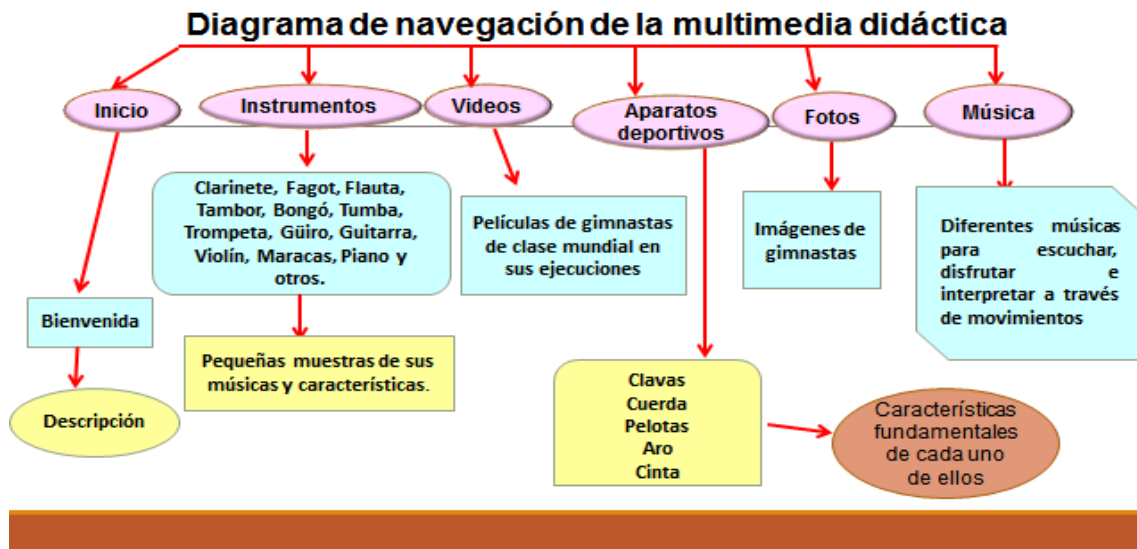 Diagrama de navegación de la multimedia didáctica
Inicio
Instrumentos
Videos
Aparatos
deportivos
Fotos
Música
Clarinete, Fagot, Flauta,
Tambor, Bongó, Tumba,
Trompeta, Güiro, Guitarra,
Violín, Maracas, Piano y
otros.
Películas de gimnastas
de clase mundial en
sus ejecuciones
Imágenes de
gimnastas
Diferentes músicas
para escuchar,
disfrutar e
interpretar a través
de movimientos
Bienvenida
Pequeñas muestras de sus
músicas y características.
Descripción
Clavas
Cuerda
Pelotas
Aro
Cinta
Características
fundamentales
de cada uno
de ellos